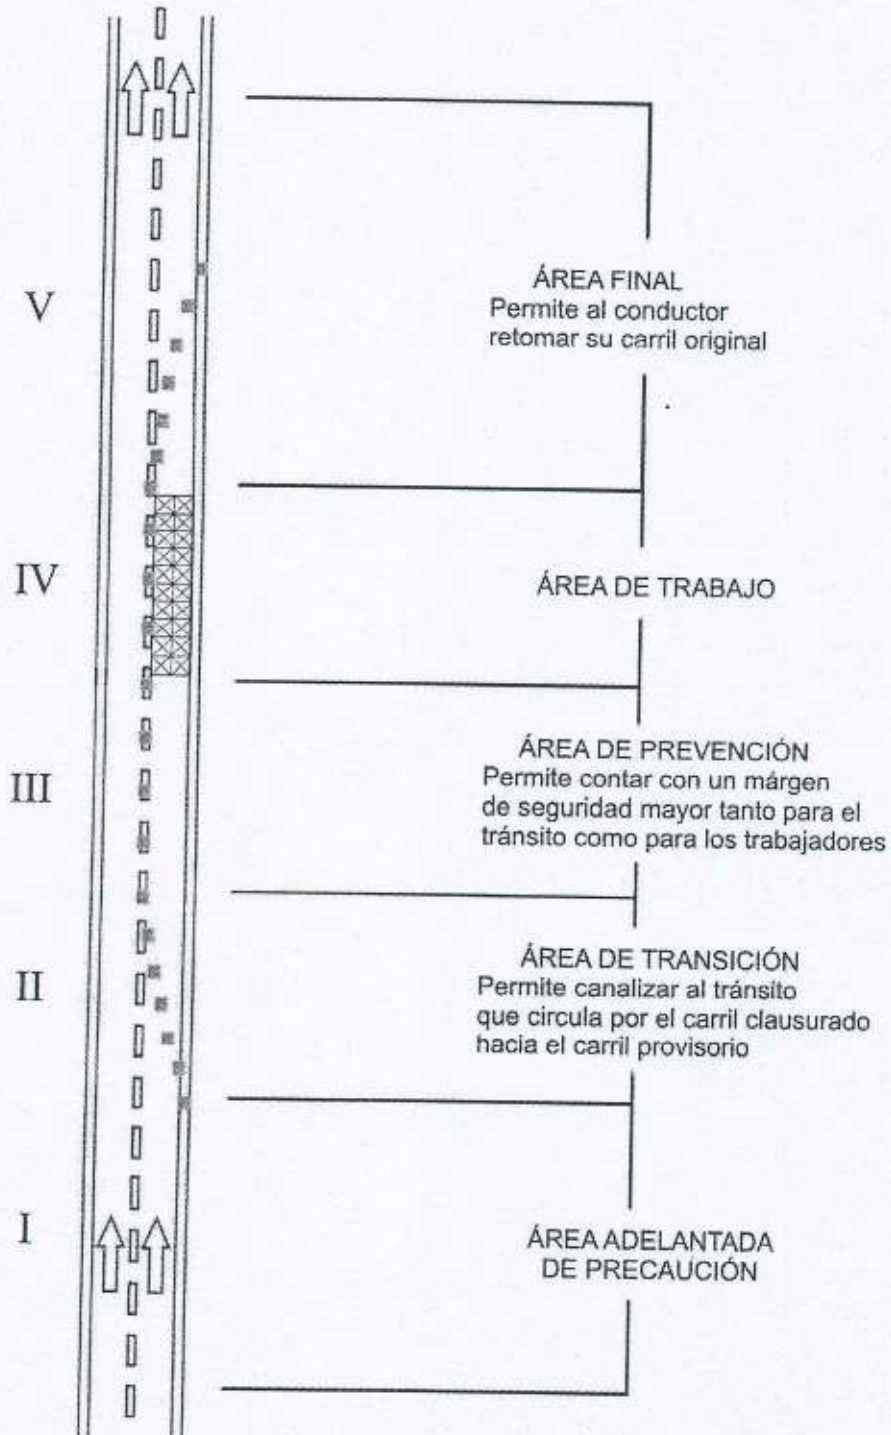 V
ÁREA FINAL
Permite al conductor
retomar su carril original
IV
ÁREA DE TRABAJO
III
ÁREA DE PREVENCIÓN
Permite contar con un márgen
de seguridad mayor tanto para el
tránsito como para los trabajadores
II
ÁREA DE TRANSICIÓN
Permite canalizar al tránsito
que circula por el carril clausurado
hacia el carril provisorio
I
ÁREA ADELANTADA
DE PRECAUCIÓN